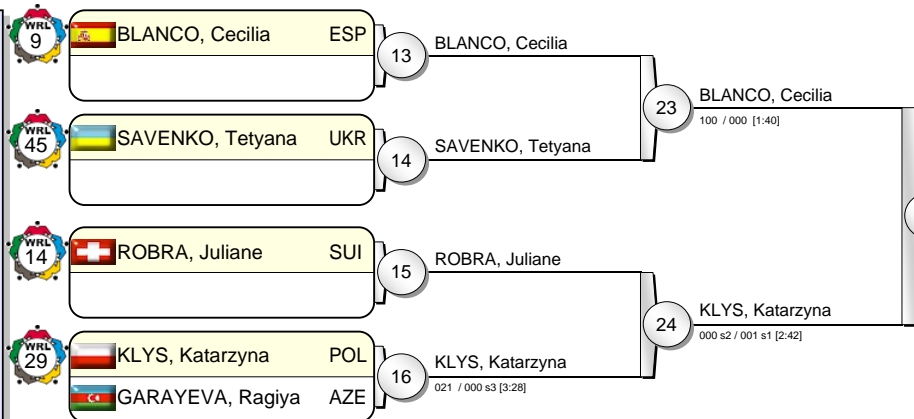 WRL
9
BLANCO, Cecilia ESP
13
BLANCO, Cecilia
23
BLANCO, Cecilia
100 / 000 [1:40]
WRL
45
SAVENKO, Tetyana UKR
14
SAVENKO, Tetyana
WRL
14
ROBRA, Juliane SUI
15
ROBRA, Juliane
24
KLYS, Katarzyna
000 s2 / 001 s1 [2:42]
WRL
29
KLYS, Katarzyna POL
16
KLYS, Katarzyna
021 / 000 s3 [3:28]
GARAYEVA, Ragiya AZE